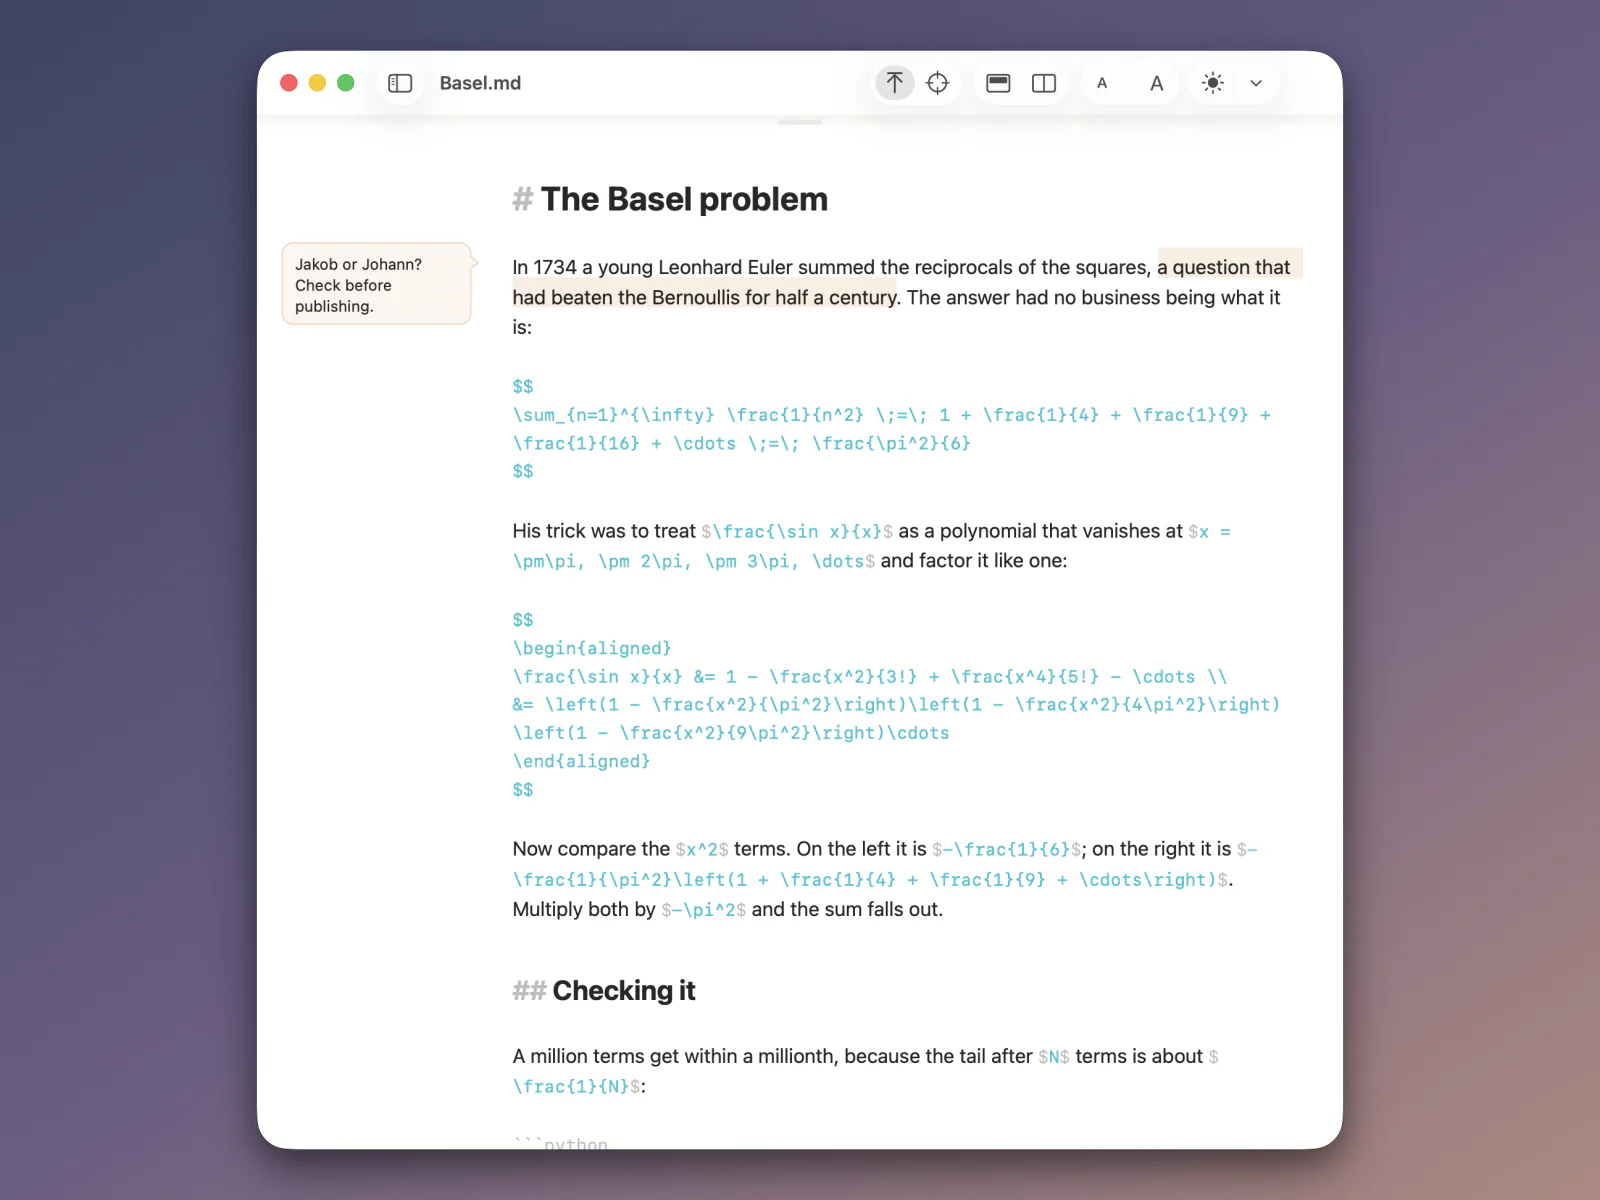 Basel.md
A A
# The Basel problem
Jakob or Johann?
Check before
publishing.
In 1734 a young Leonhard Euler summed the reciprocals of the squares, a question that
had beaten the Bernoullis for half a century. The answer had no business being what it
is:
$$
\sum_{n=1}^{\infty} \frac{1}{n^2} \;=\; 1 + \frac{1}{4} + \frac{1}{9} +
\frac{1}{16} + \cdots \;=\; \frac{\pi^2}{6}
$$
His trick was to treat $\frac{\sin x}{x}$ as a polynomial that vanishes at $x =
\pm\pi, \pm 2\pi, \pm 3\pi, \dots$ and factor it like one:
$$
\begin{aligned}
\frac{\sin x}{x} &= 1 - \frac{x^2}{3!} + \frac{x^4}{5!} - \cdots \\
&= \left(1 - \frac{x^2}{\pi^2}\right)\left(1 - \frac{x^2}{4\pi^2}\right)
\left(1 - \frac{x^2}{9\pi^2}\right)\cdots
\end{aligned}
$$
Now compare the $x^2$ terms. On the left it is $-\frac{1}{6}$; on the right it is $-
\frac{1}{\pi^2}\left(1 + \frac{1}{4} + \frac{1}{9} + \cdots\right)$.
Multiply both by $-\pi^2$ and the sum falls out.
## Checking it
A million terms get within a millionth, because the tail after $N$ terms is about $
\frac{1}{N}$:
```python